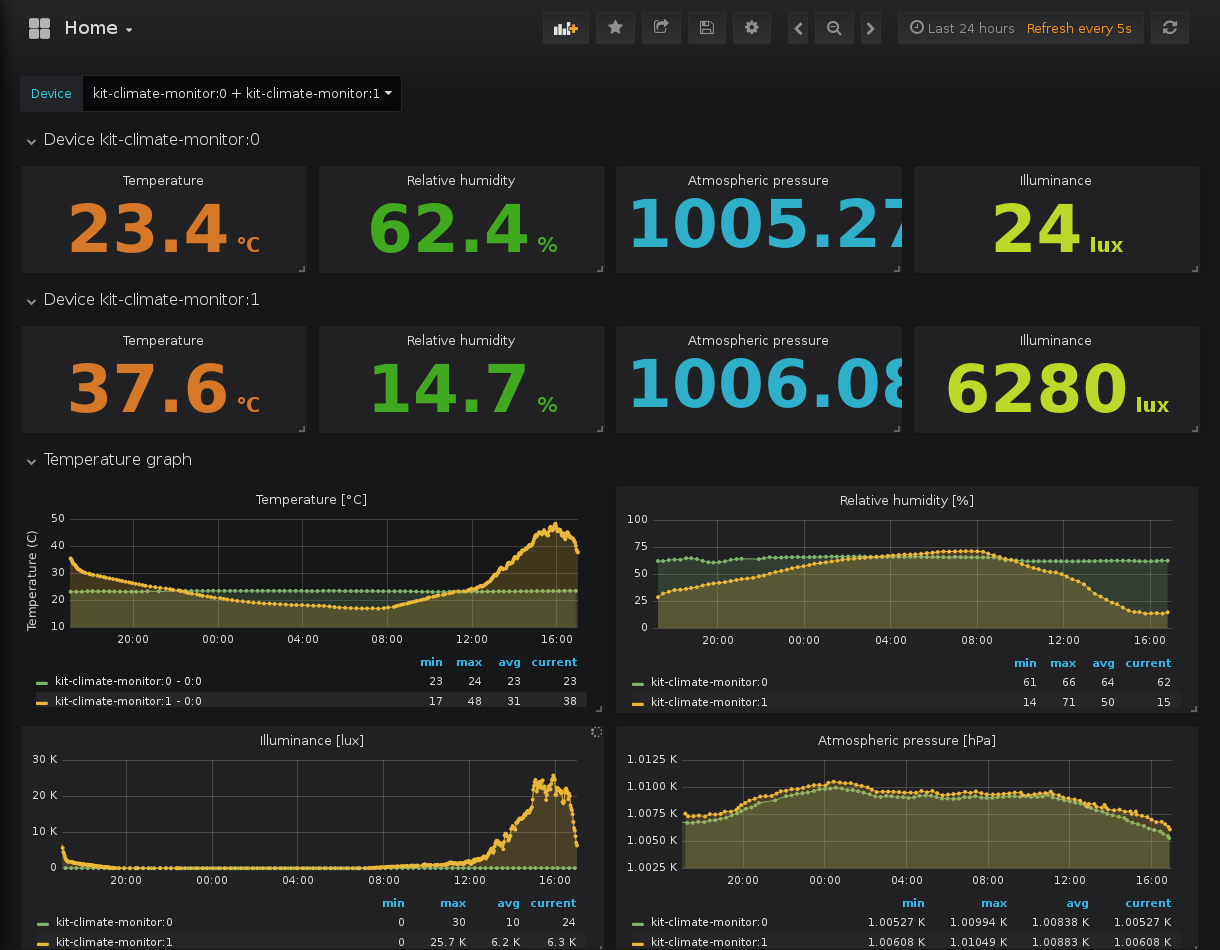 Home
Last 24 hours Refresh every 5s
Device kit-climate-monitor:0 + kit-climate-monitor:1
Device kit-climate-monitor:0
Temperature Relative humidity Atmospheric pressure Illuminance
23.4 °C 62.4 % 1005.27 24 lux
Device kit-climate-monitor:1
Temperature Relative humidity Atmospheric pressure Illuminance
37.6 °C 14.7 % 1006.08 6280 lux
Temperature graph
Temperature [°C]
Temperature (C)
50
40
30
20
10
20:00 00:00 04:00 08:00 12:00 16:00
min max avg current
kit-climate-monitor:0 - 0:0 23 24 23 23
kit-climate-monitor:1 - 0:0 17 48 31 38
Relative humidity [%]
100
75
50
25
0
20:00 00:00 04:00 08:00 12:00 16:00
min max avg current
kit-climate-monitor:0 61 66 64 62
kit-climate-monitor:1 14 71 50 15
Illuminance [lux]
30 K
20 K
10 K
0
20:00 00:00 04:00 08:00 12:00 16:00
min max avg current
kit-climate-monitor:0 0 30 10 24
kit-climate-monitor:1 0 25.7 K 6.2 K 6.3 K
Atmospheric pressure [hPa]
1.0125 K
1.0100 K
1.0075 K
1.0050 K
1.0025 K
20:00 00:00 04:00 08:00 12:00 16:00
min max avg current
kit-climate-monitor:0 1.00527 K 1.00994 K 1.00838 K 1.00527 K
kit-climate-monitor:1 1.00608 K 1.01049 K 1.00883 K 1.00608 K